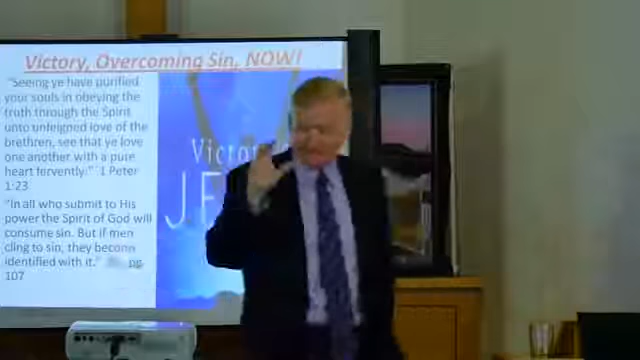 Victory, Overcoming Sin, NOW!
"Seeing ye have purified
your souls in obeying the
truth through the Spirit
unto unfeigned love of the
brethren, see that ye love
one another with a pure
heart fervently." 1 Peter
1:23
"In all who submit to His
power the Spirit of God will
consume sin. But if men
cling to sin, they become
identified with it." pg.
107